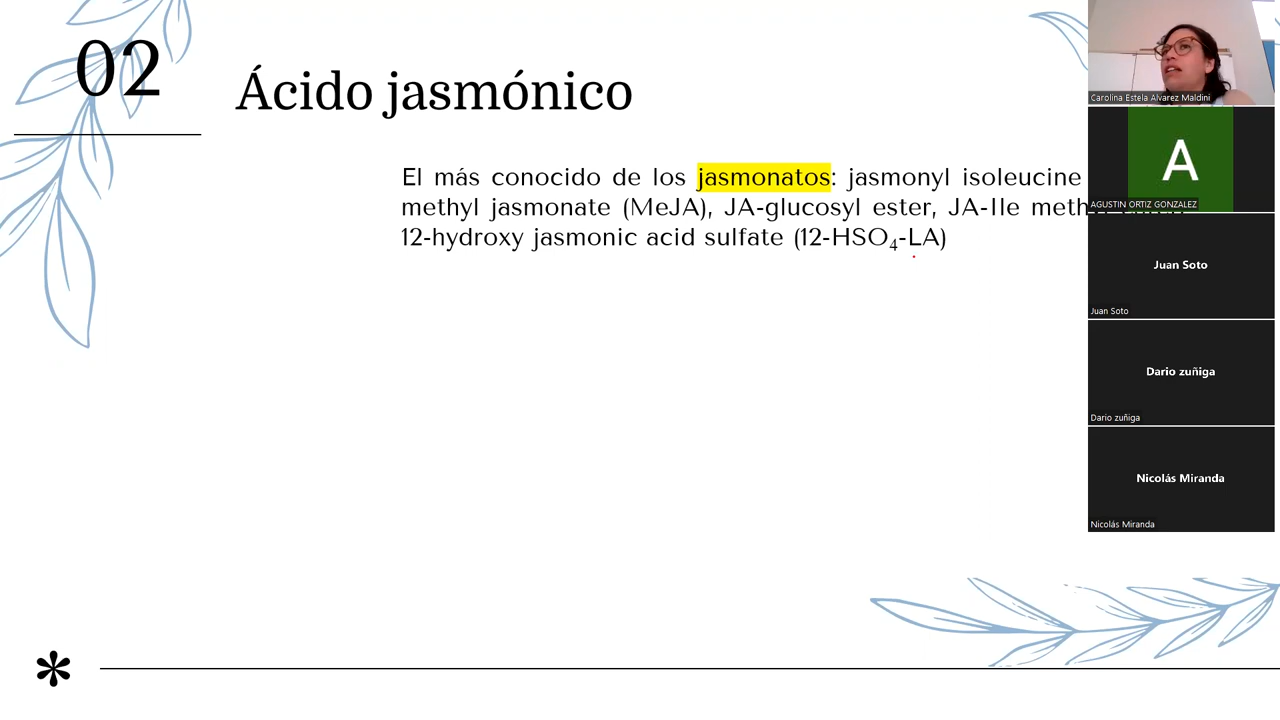 02
Ácido jasmónico
El más conocido de los jasmonatos: jasmonyl isoleucine
methyl jasmonate (MeJA), JA-glucosyl ester, JA-Ile
12-hydroxy jasmonic acid sulfate (12-HSO₄-LA)
*
Carolina Estela Alvarez Maldini
A
AGUSTIN ORTIZ GONZALEZ
Juan Soto
Juan Soto
Dario zuñiga
Dario zuñiga
Nicolás Miranda
Nicolás Miranda